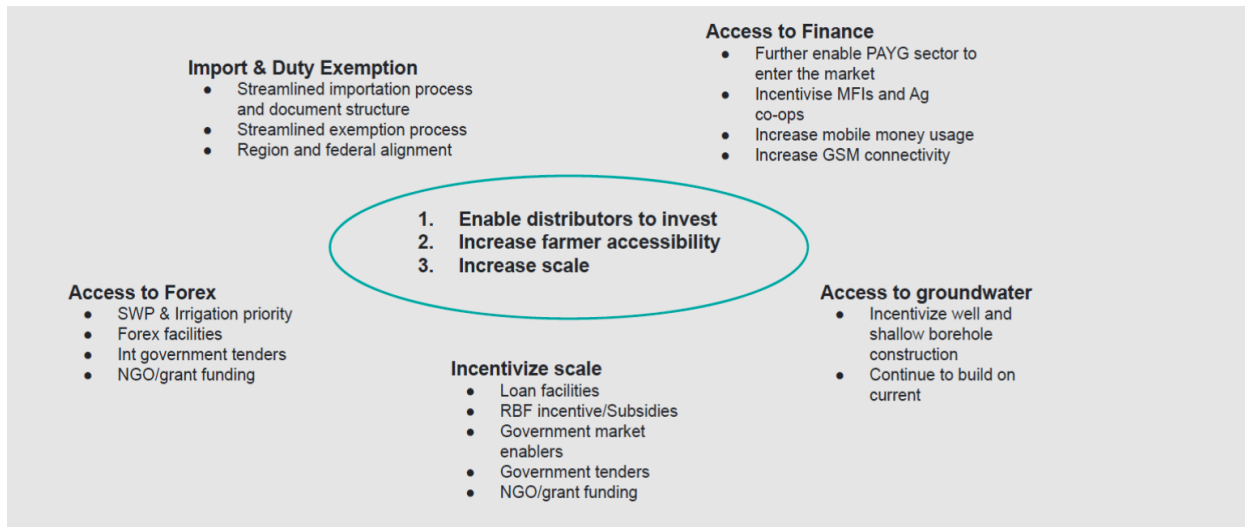 Access to Finance
● Further enable PAYG sector to
enter the market
● Incentivise MFIs and Ag
co-ops
● Increase mobile money usage
● Increase GSM connectivity
Import & Duty Exemption
● Streamlined importation process
and document structure
● Streamlined exemption process
● Region and federal alignment
1. Enable distributors to invest
2. Increase farmer accessibility
3. Increase scale
Access to Forex
● SWP & Irrigation priority
● Forex facilities
● Int government tenders
● NGO/grant funding
Access to groundwater
● Incentivize well and
shallow borehole
construction
● Continue to build on
current
Incentivize scale
● Loan facilities
● RBF incentive/Subsidies
● Government market
enablers
● Government tenders
● NGO/grant funding